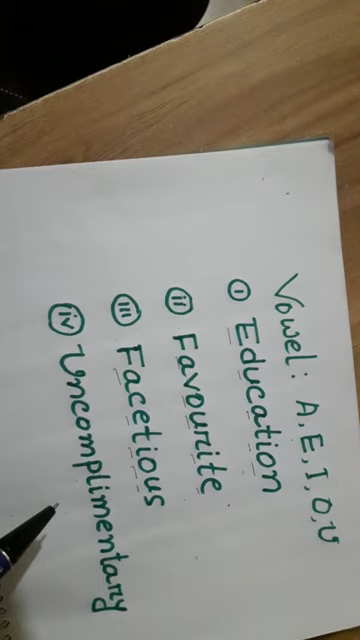 Vowel: A, E, I, O, U
(i) Education
(ii) Favourite
(iii) Facetious
(iv) Uncomplimentary